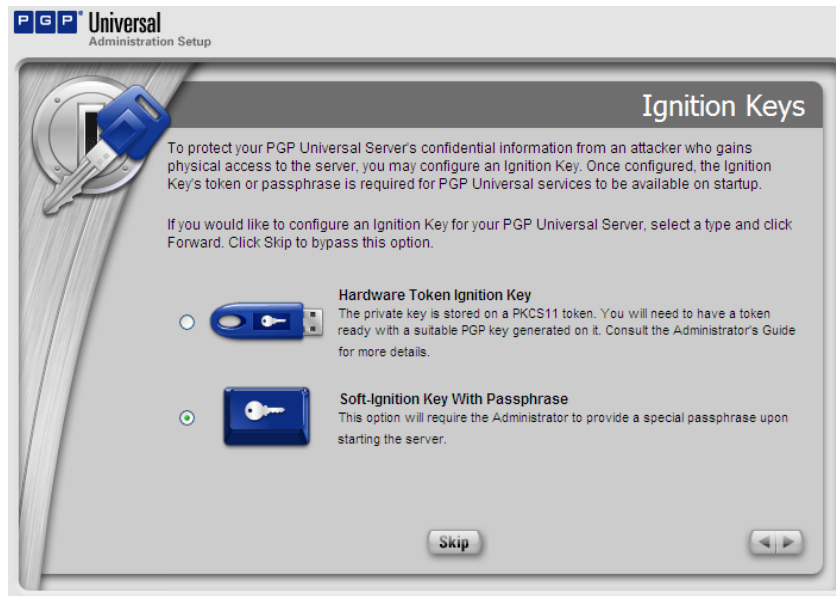 PGP Universal
Administration Setup
Ignition Keys
To protect your PGP Universal Server's confidential information from an attacker who gains
physical access to the server, you may configure an Ignition Key. Once configured, the Ignition
Key's token or passphrase is required for PGP Universal services to be available on startup.
If you would like to configure an Ignition Key for your PGP Universal Server, select a type and click
Forward. Click Skip to bypass this option.
Hardware Token Ignition Key
The private key is stored on a PKCS11 token. You will need to have a token
ready with a suitable PGP key generated on it. Consult the Administrator's Guide
for more details.
Soft-Ignition Key With Passphrase
This option will require the Administrator to provide a special passphrase upon
starting the server.
Skip